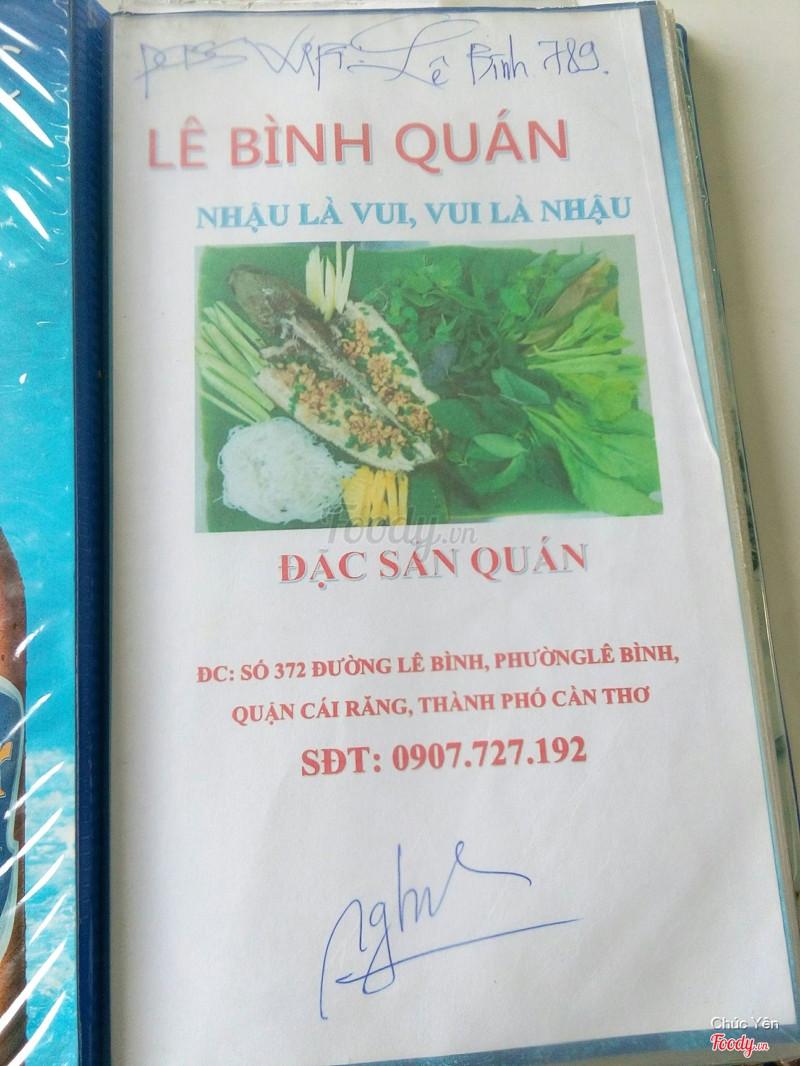 pass WiFi: Lê Bình 789.
LÊ BÌNH QUÁN
NHẬU LÀ VUI, VUI LÀ NHẬU
Foody.vn
ĐẶC SẢN QUÁN
ĐC: SỐ 372 ĐƯỜNG LÊ BÌNH, PHƯỜNGLÊ BÌNH,
QUẬN CÁI RĂNG, THÀNH PHỐ CẦN THƠ
SĐT: 0907.727.192
Chúc Yên
Foody.vn